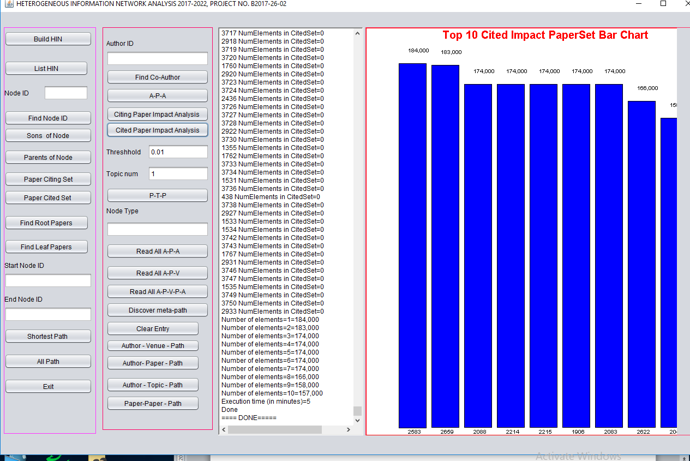 HETEROGENEOUS INFORMATION NETWORK ANALYSIS 2017-2022, PROJECT NO. B2017-26-02
Build HIN
List HIN
Node ID
Find Node ID
Sons of Node
Parents of Node
Paper Citing Set
Paper Cited Set
Find Root Papers
Find Leaf Papers
Start Node ID
End Node ID
Shortest Path
All Path
Exit
Author ID
Find Co-Author
A-P-A
Citing Paper Impact Analysis
Cited Paper Impact Analysis
Threshhold 0.01
Topic num 1
P-T-P
Node Type
Read All A-P-A
Read All A-P-V
Read All A-P-V-P-A
Discover meta-path
Clear Entry
Author - Venue - Path
Author- Paper - Path
Author - Topic - Path
Paper-Paper - Path
3717 NumElements in CitedSet=0
2918 NumElements in CitedSet=0
3719 NumElements in CitedSet=0
3720 NumElements in CitedSet=0
1760 NumElements in CitedSet=0
2920 NumElements in CitedSet=0
3723 NumElements in CitedSet=0
3724 NumElements in CitedSet=0
2435 NumElements in CitedSet=0
3726 NumElements in CitedSet=0
3727 NumElements in CitedSet=0
3728 NumElements in CitedSet=0
2922 NumElements in CitedSet=0
3730 NumElements in CitedSet=0
1355 NumElements in CitedSet=0
1762 NumElements in CitedSet=0
3733 NumElements in CitedSet=0
3734 NumElements in CitedSet=0
1531 NumElements in CitedSet=0
3736 NumElements in CitedSet=0
438 NumElements in CitedSet=0
3738 NumElements in CitedSet=0
2927 NumElements in CitedSet=0
1533 NumElements in CitedSet=0
1534 NumElements in CitedSet=0
3742 NumElements in CitedSet=0
3743 NumElements in CitedSet=0
1767 NumElements in CitedSet=0
2931 NumElements in CitedSet=0
3746 NumElements in CitedSet=0
3747 NumElements in CitedSet=0
1535 NumElements in CitedSet=0
3749 NumElements in CitedSet=0
3750 NumElements in CitedSet=0
2933 NumElements in CitedSet=0
Number of elements=1=184,000
Number of elements=2=183,000
Number of elements=3=174,000
Number of elements=4=174,000
Number of elements=5=174,000
Number of elements=6=174,000
Number of elements=7=174,000
Number of elements=8=166,000
Number of elements=9=158,000
Number of elements=10=157,000
Execution time (in minutes)=5
Done
==== DONE=====
Top 10 Cited Impact PaperSet Bar Chart
184,000 183,000
174,000 174,000 174,000 174,000 174,000
166,000
2583 2659 2088 2214 2215 1906 2083 2622
Activate Windows